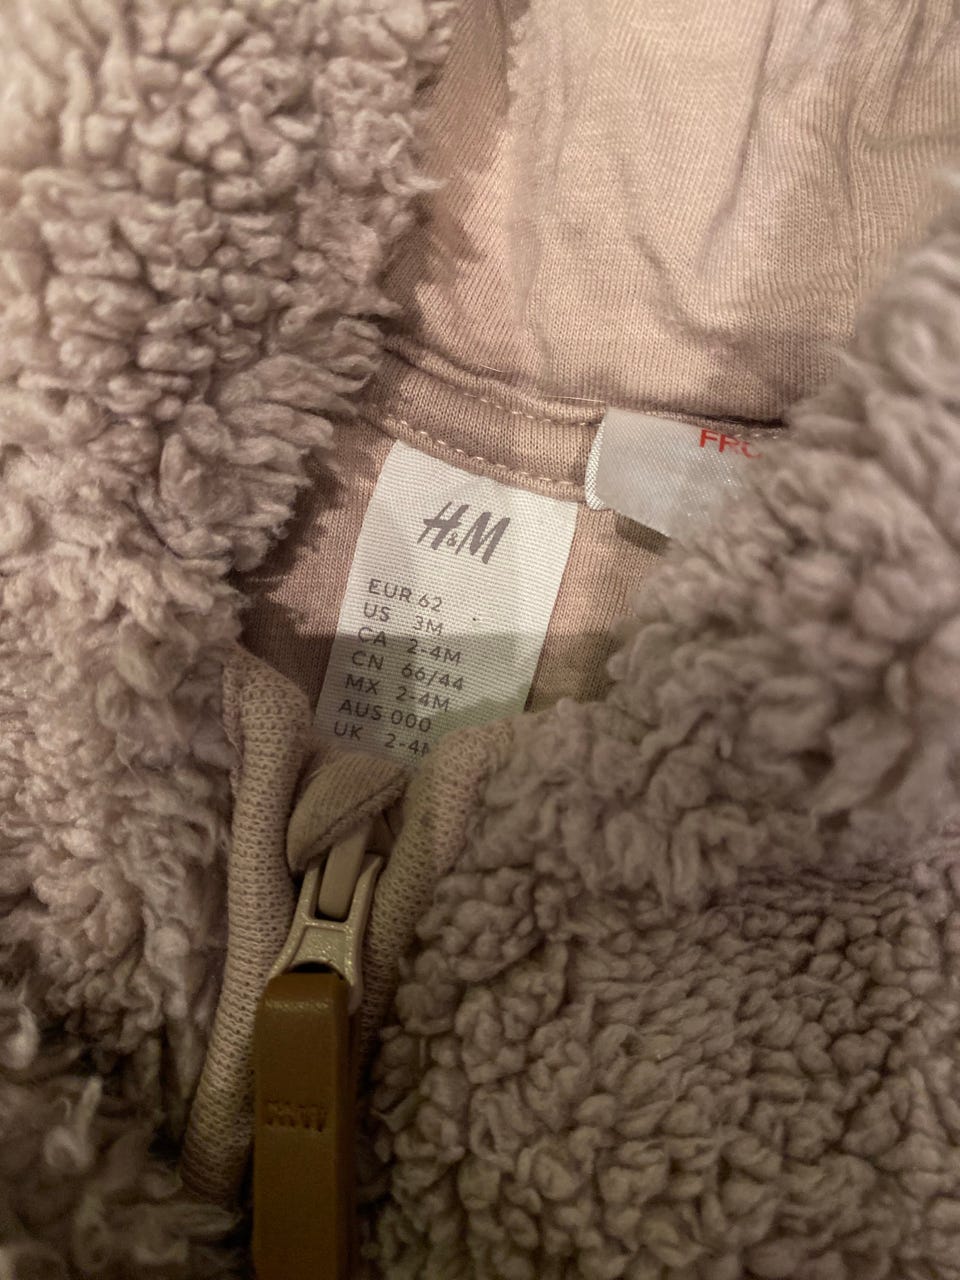 H&M
EUR 62
US 3M
CA 2-4M
CN 66/44
MX 2-4M
AUS 000
UK 2-4M